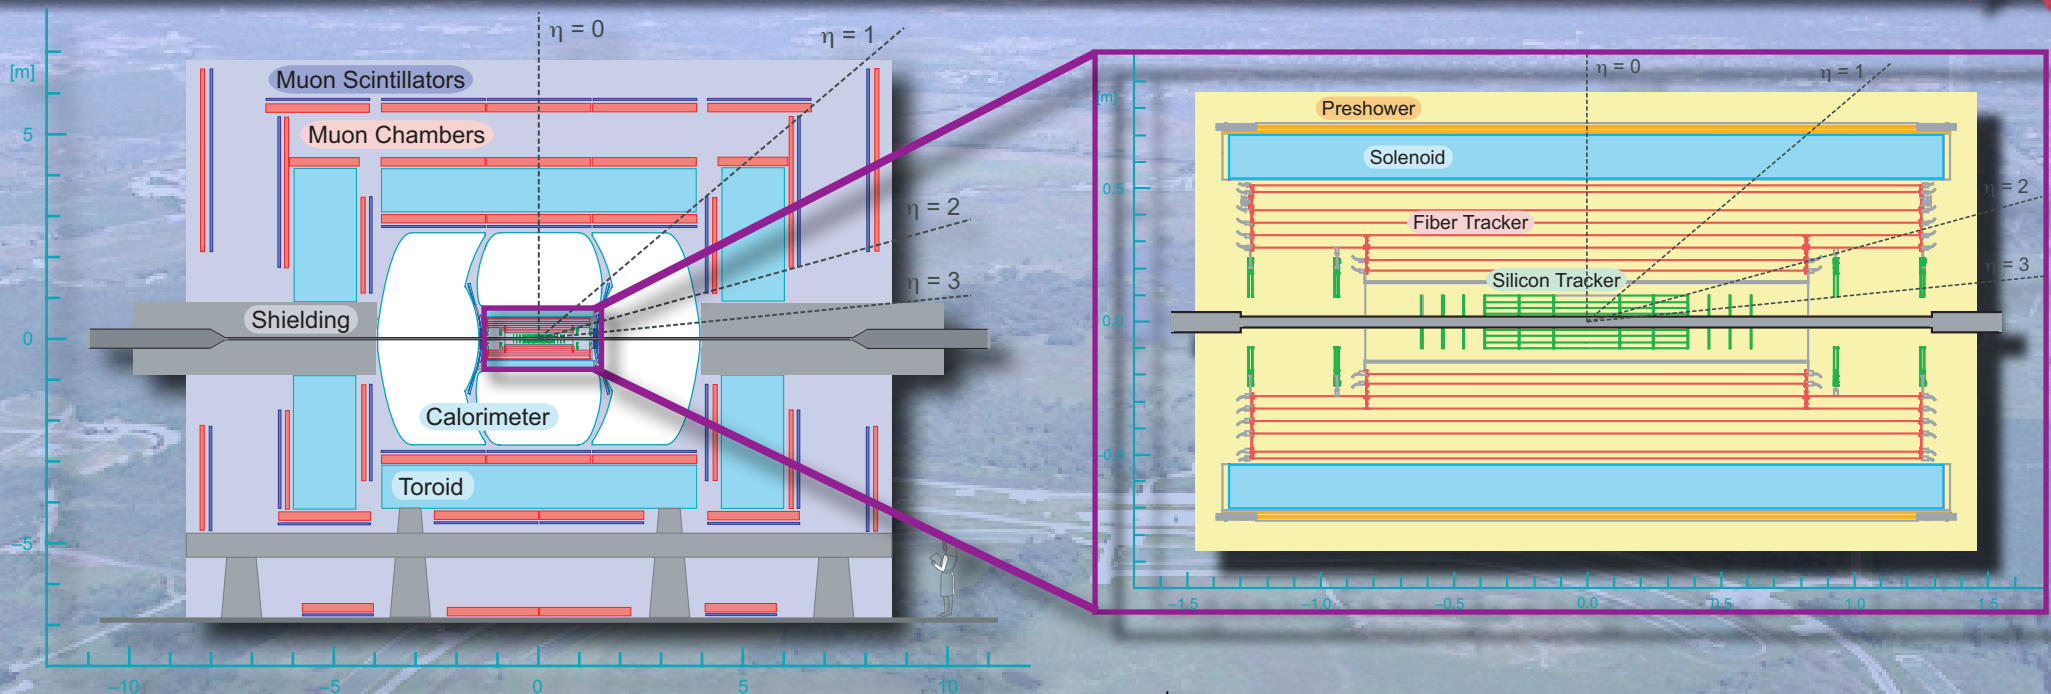 η = 0
η = 1
[m]
Muon Scintillators
5
Muon Chambers
η = 2
η = 3
Shielding
0
Calorimeter
Toroid
−5
−10
−5
0
5
10
η = 0
η = 1
[m]
Preshower
Solenoid
0.5
η = 2
Fiber Tracker
η = 3
Silicon Tracker
0.0
−0.5
−1.5
−1.0
−0.5
0.0
0.5
1.0
1.5